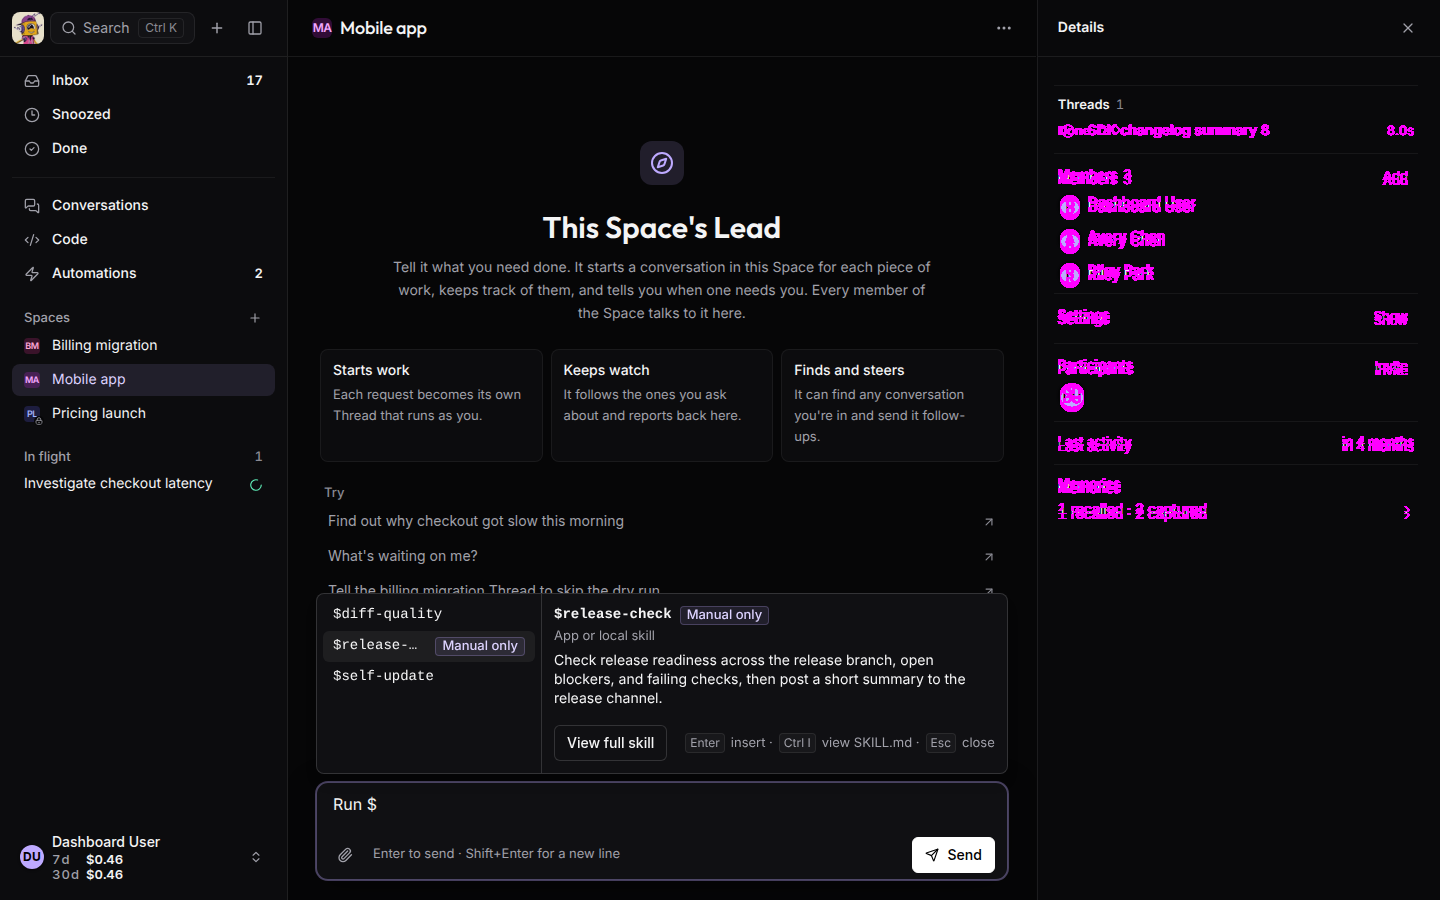 Search Ctrl K
Inbox 17
Snoozed
Done
Conversations
Code
Automations 2
Spaces
BM Billing migration
MA Mobile app
PL Pricing launch
In flight 1
Investigate checkout latency
DU Dashboard User
7d $0.46
30d $0.46
MA Mobile app
This Space's Lead
Tell it what you need done. It starts a conversation in this Space for each piece of
work, keeps track of them, and tells you when one needs you. Every member of
the Space talks to it here.
Starts work
Each request becomes its own
Thread that runs as you.
Keeps watch
It follows the ones you ask
about and reports back here.
Finds and steers
It can find any conversation
you're in and send it follow-
ups.
Try
Find out why checkout got slow this morning
What's waiting on me?
Tell the billing migration Thread to skip the dry run
$diff-quality
$release-… Manual only
$self-update
$release-check Manual only
App or local skill
Check release readiness across the release branch, open
blockers, and failing checks, then post a short summary to the
release channel.
View full skill
Enter insert · Ctrl I view SKILL.md · Esc close
Run $
Enter to send · Shift+Enter for a new line
Send
Details
Threads 1
changelog summary 8.0s
Members 3 Add
Dashboard User
Avery Chen
Riley Park
Settings Show
Participants Invite
Last activity in 4 months
Memories
1 recalled · 2 captured